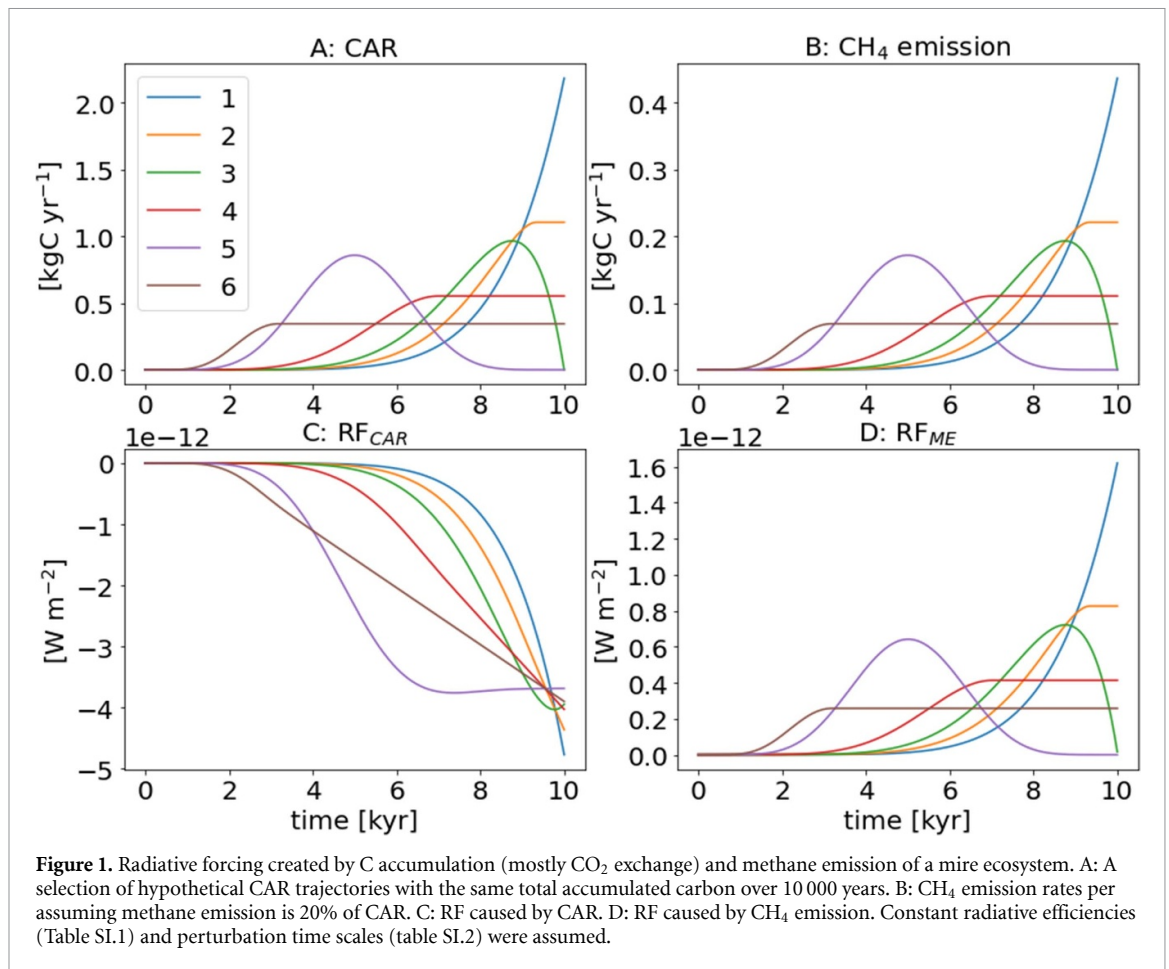 A: CAR
B: CH₄ emission
[kgC yr⁻¹]
2.0
1.5
1.0
0.5
0.0
1
2
3
4
5
6
0 2 4 6 8 10
[kgC yr⁻¹]
0.4
0.3
0.2
0.1
0.0
0 2 4 6 8 10
1e−12
C: RF_CAR
[W m⁻²]
0
−1
−2
−3
−4
−5
0 2 4 6 8 10
time [kyr]
1e−12
D: RF_ME
[W m⁻²]
1.6
1.4
1.2
1.0
0.8
0.6
0.4
0.2
0.0
0 2 4 6 8 10
time [kyr]
Figure 1. Radiative forcing created by C accumulation (mostly CO₂ exchange) and methane emission of a mire ecosystem. A: A
selection of hypothetical CAR trajectories with the same total accumulated carbon over 10 000 years. B: CH₄ emission rates per
assuming methane emission is 20% of CAR. C: RF caused by CAR. D: RF caused by CH₄ emission. Constant radiative efficiencies
(Table SI.1) and perturbation time scales (table SI.2) were assumed.